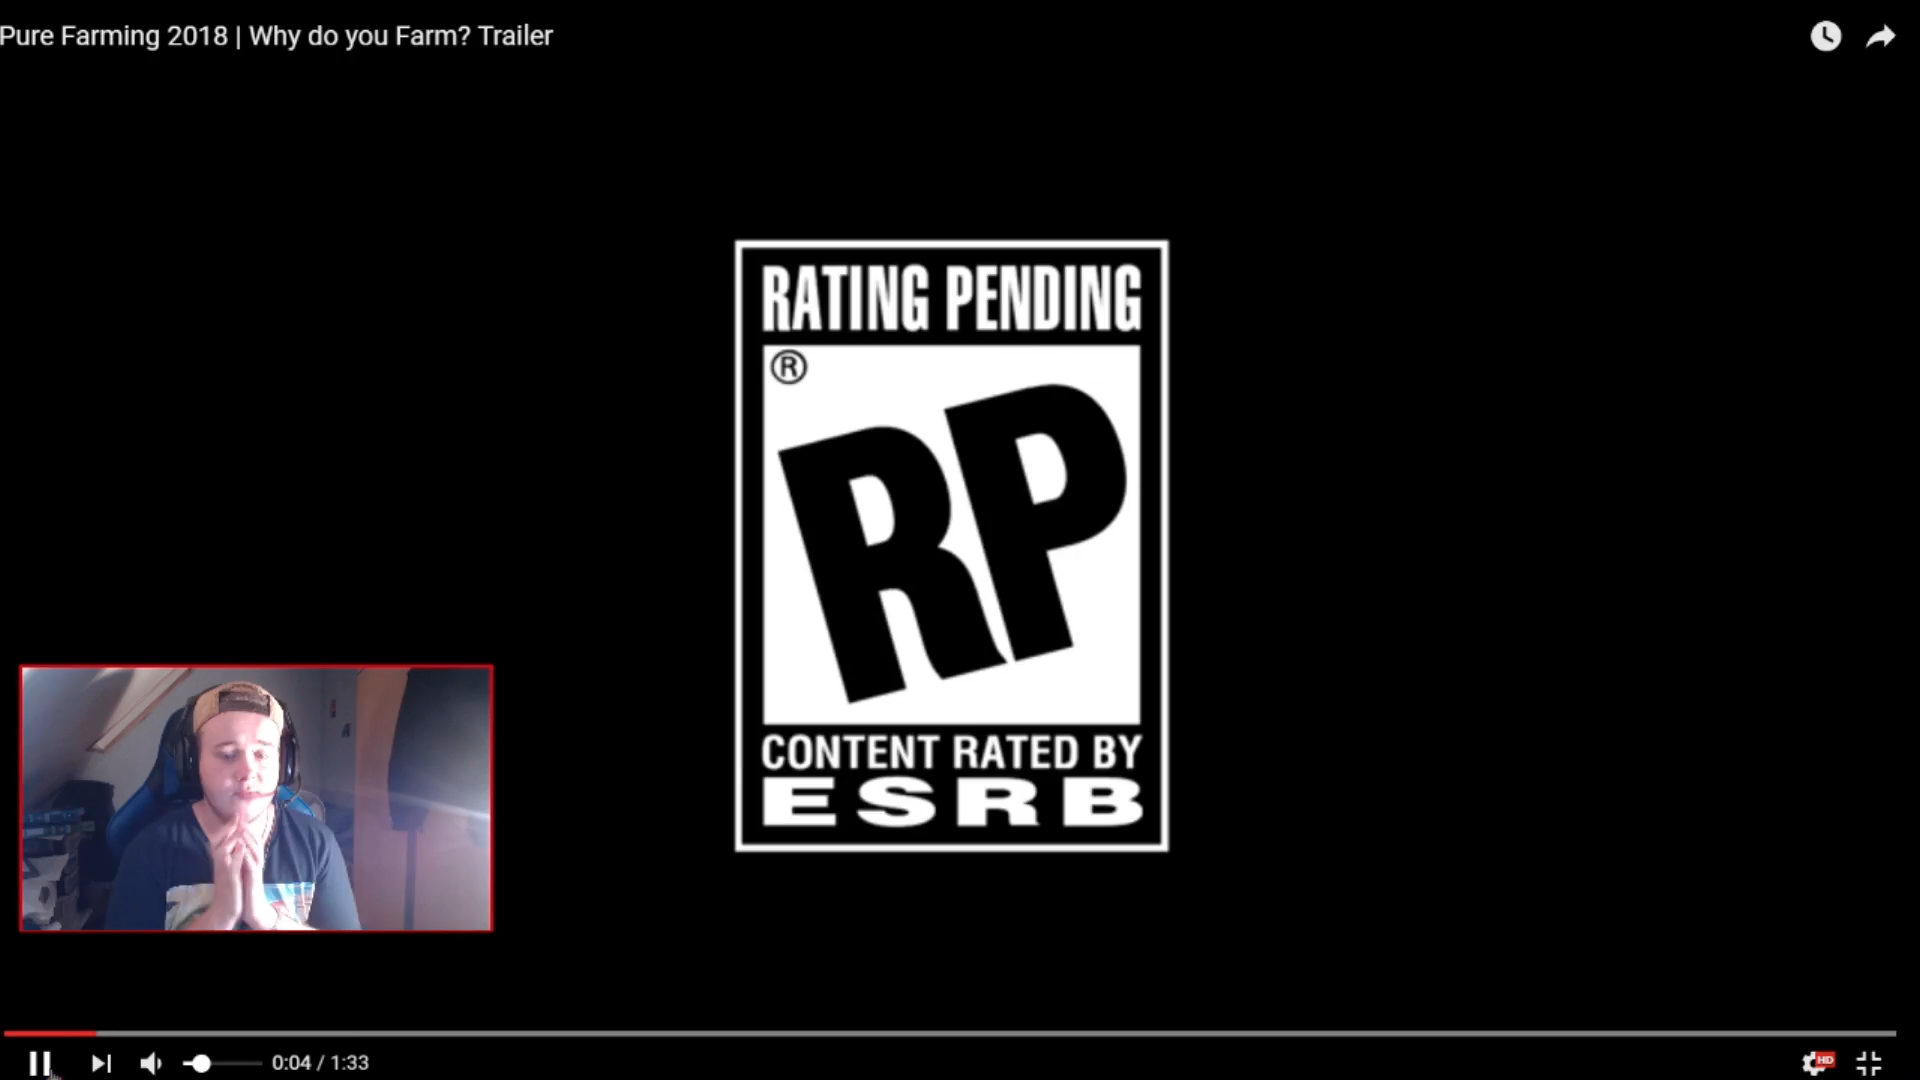 Pure Farming 2018 | Why do you Farm? Trailer
RATING PENDING
®
RP
CONTENT RATED BY
ESRB
0:04 / 1:33
HD